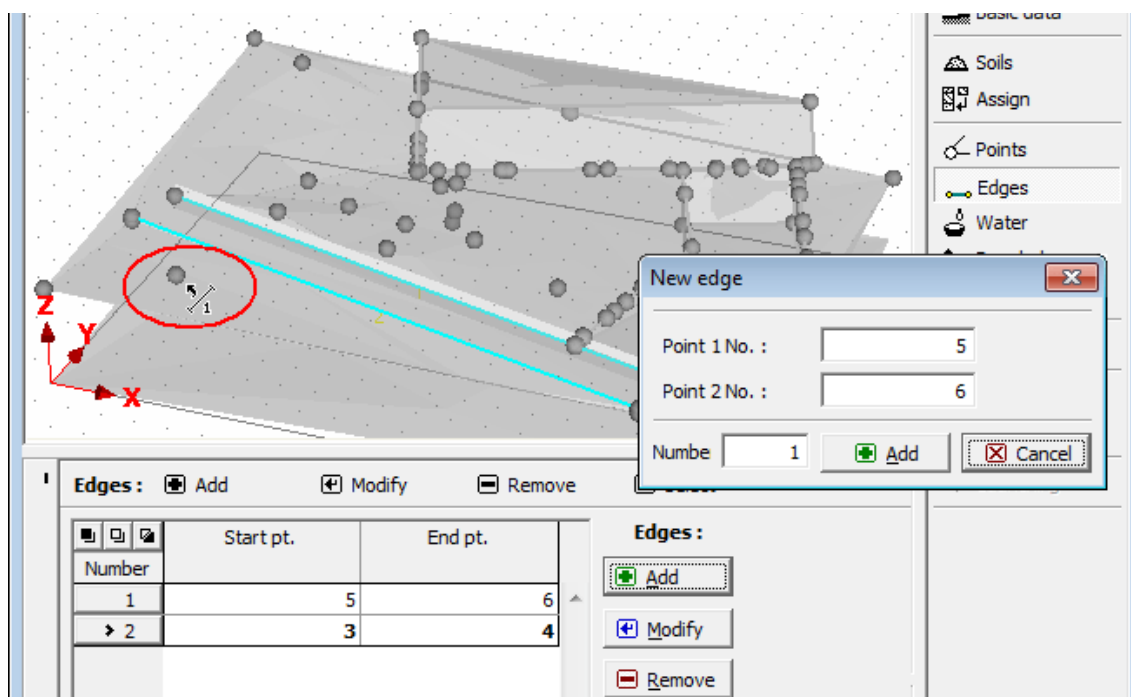 Basic data
Soils
Assign
Points
Edges
Water
Z
Y
X
1
1
2
New edge
Point 1 No. : 5
Point 2 No. : 6
Numbe 1 Add Cancel
Edges : Add Modify Remove
Number Start pt. End pt.
1 5 6
2 3 4
Edges :
Add
Modify
Remove